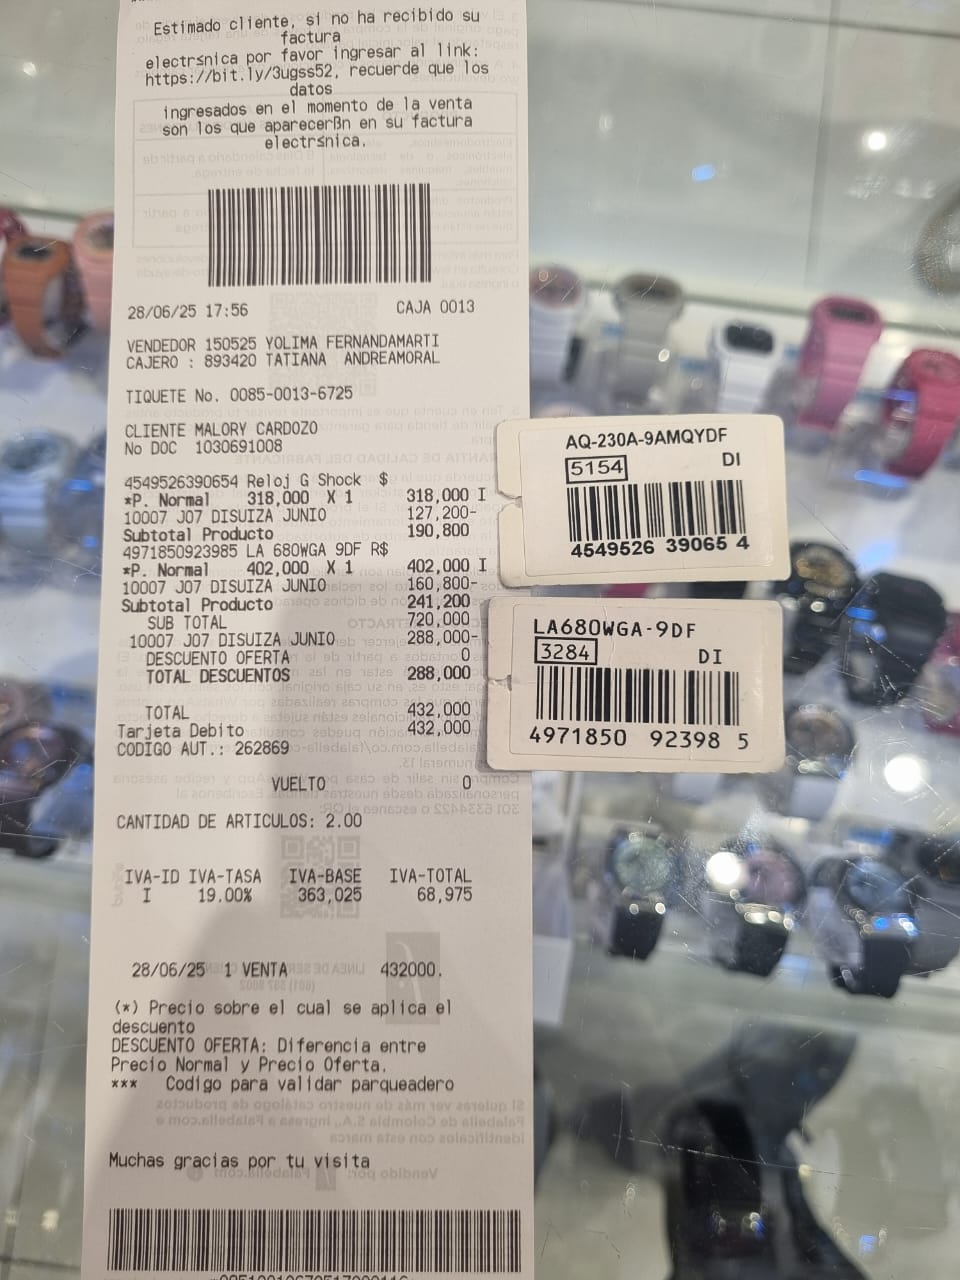 Estimado cliente, si no ha recibido su
factura
electrśnica por favor ingresar al link:
https://bit.ly/3ugss52, recuerde que los
datos
ingresados en el momento de la venta
son los que aparecerßn en su factura
electrśnica.
28/06/25 17:56 CAJA 0013
VENDEDOR 150525 YOLIMA FERNANDAMARTI
CAJERO : 893420 TATIANA ANDREAMORAL
TIQUETE No. 0085-0013-6725
CLIENTE MALORY CARDOZO
No DOC 1030691008
4549526390654 Reloj G Shock $
*P. Normal 318,000 X 1 318,000 I
10007 J07 DISUIZA JUNIO 127,200-
Subtotal Producto 190,800
4971850923985 LA 680WGA 9DF R$
*P. Normal 402,000 X 1 402,000 I
10007 J07 DISUIZA JUNIO 160,800-
Subtotal Producto 241,200
SUB TOTAL 720,000
10007 J07 DISUIZA JUNIO 288,000-
DESCUENTO OFERTA 0
TOTAL DESCUENTOS 288,000
TOTAL 432,000
Tarjeta Debito 432,000
CODIGO AUT.: 262869
VUELTO 0
CANTIDAD DE ARTICULOS: 2.00
IVA-ID IVA-TASA IVA-BASE IVA-TOTAL
I 19.00% 363,025 68,975
28/06/25 1 VENTA 432000.
(*) Precio sobre el cual se aplica el
descuento
DESCUENTO OFERTA: Diferencia entre
Precio Normal y Precio Oferta.
*** Codigo para validar parqueadero
Muchas gracias por tu visita
AQ-230A-9AMQYDF
5154 DI
4549526 39065 4
LA680WGA-9DF
3284 DI
4971850 92398 5